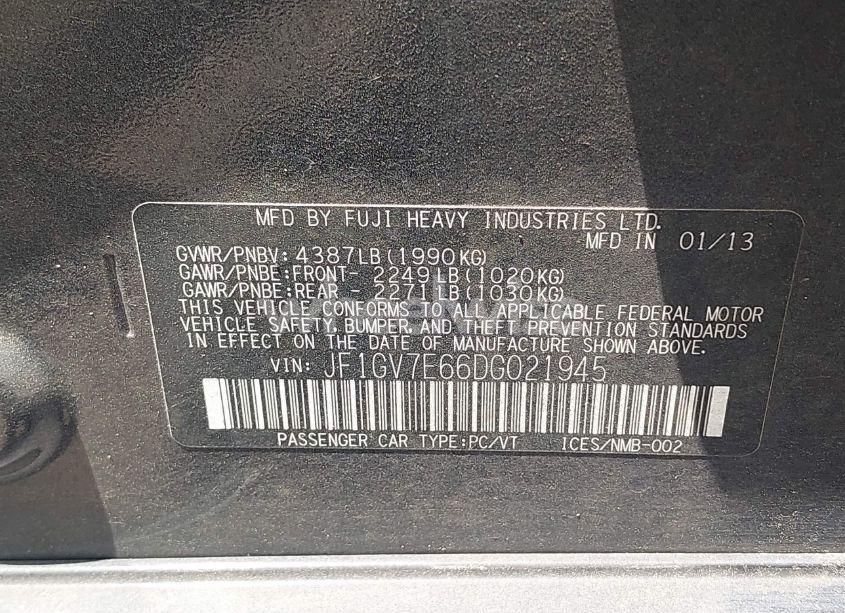 MFD BY FUJI HEAVY INDUSTRIES LTD.
MFD IN 01/13
GVWR/PNBV: 4387LB(1990KG)
GAWR/PNBE:FRONT- 2249LB(1020KG)
GAWR/PNBE:REAR - 2271LB(1030KG)
THIS VEHICLE CONFORMS TO ALL APPLICABLE FEDERAL MOTOR
VEHICLE SAFETY, BUMPER, AND THEFT PREVENTION STANDARDS
IN EFFECT ON THE DATE OF MANUFACTURE SHOWN ABOVE.
VIN: JF1GV7E66DG021945
PASSENGER CAR TYPE:PC/VT ICES/NMB-002